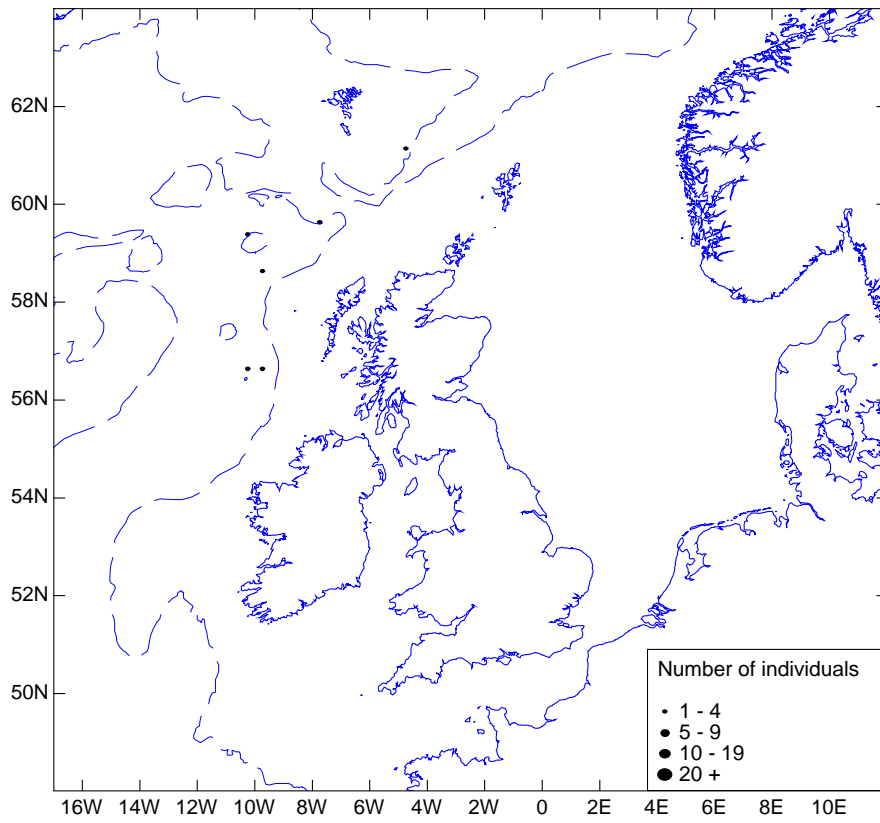 62N
60N
58N
56N
54N
52N
50N
Number of individuals
1 - 4
5 - 9
10 - 19
20 +
16W 14W 12W 10W 8W 6W 4W 2W 0 2E 4E 6E 8E 10E